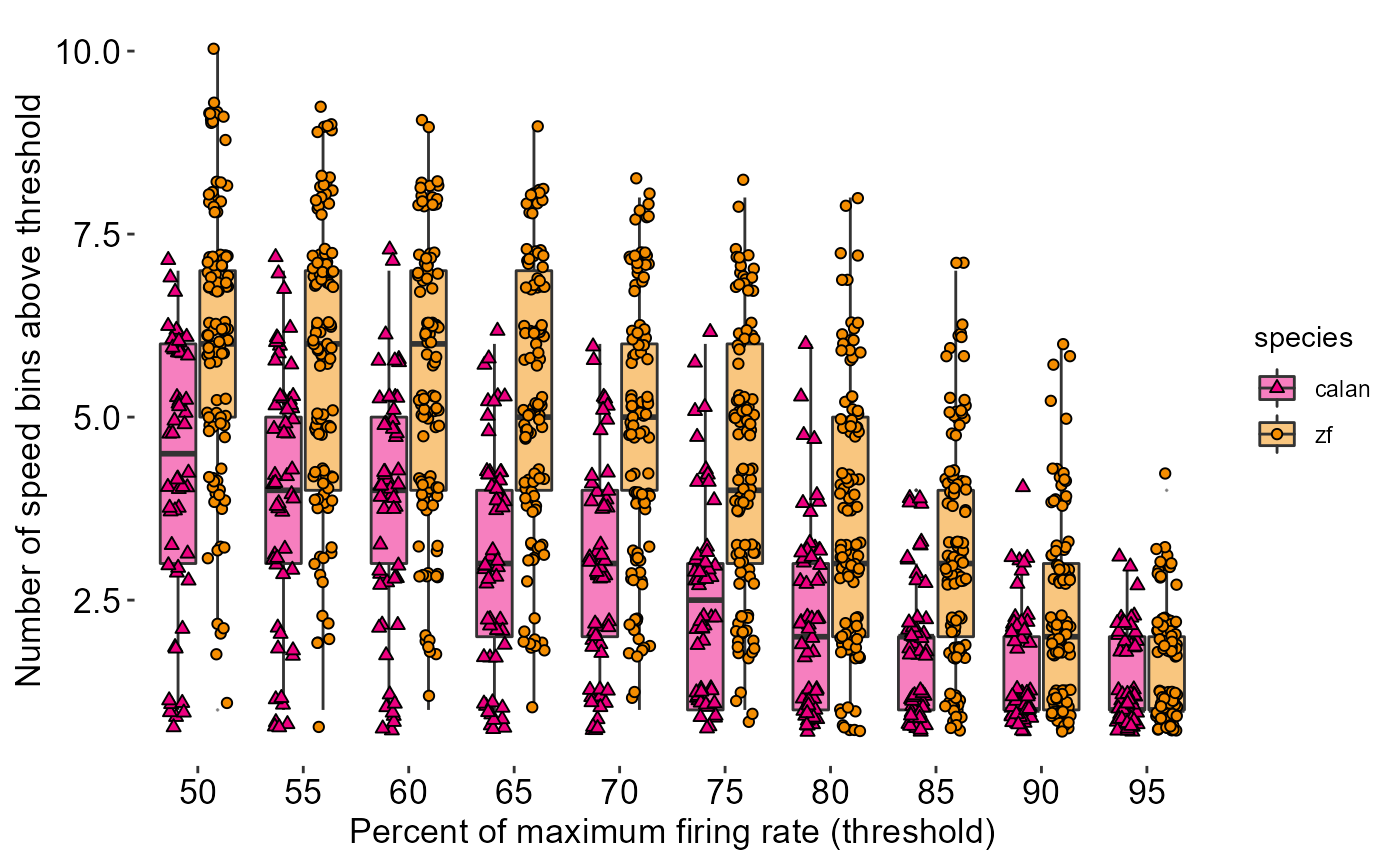 Number of speed bins above threshold
10.0
7.5
5.0
2.5
50 55 60 65 70 75 80 85 90 95
Percent of maximum firing rate (threshold)
species
calan
zf